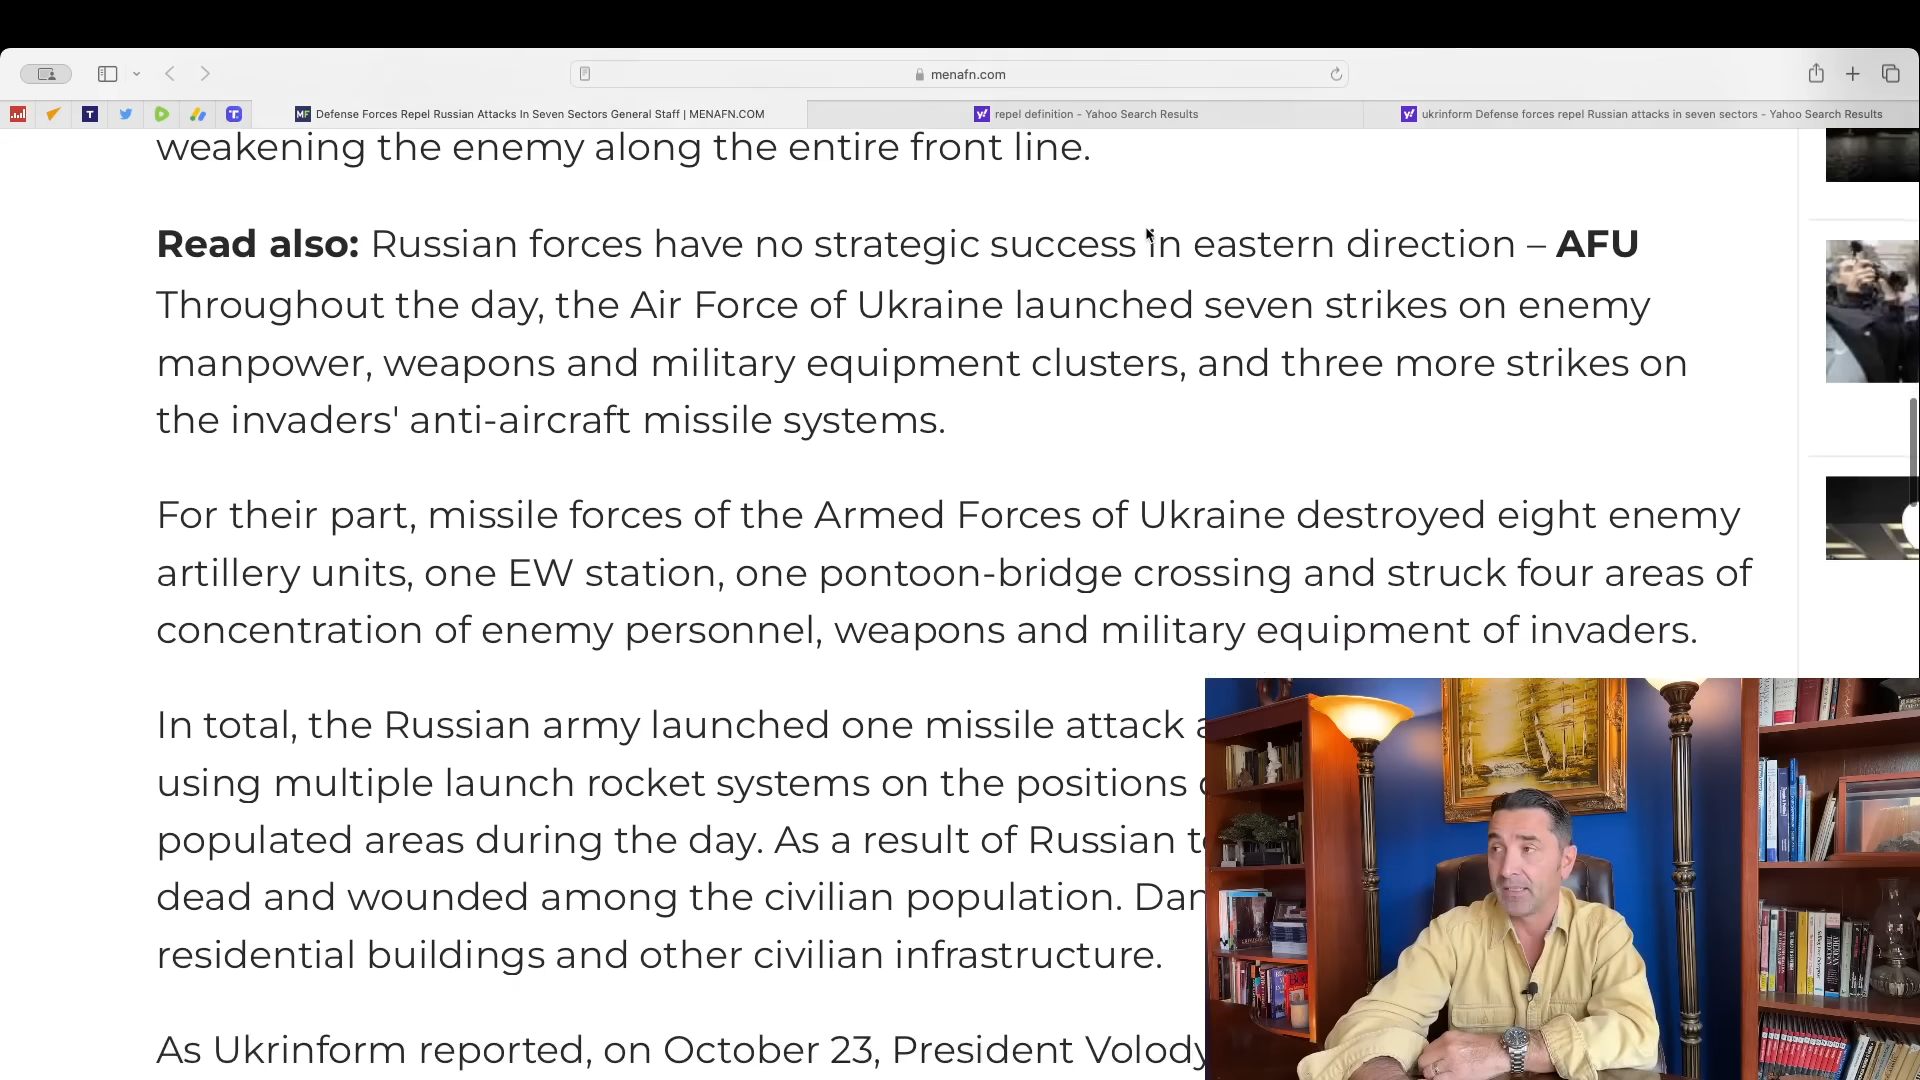 menafn.com
Defense Forces Repel Russian Attacks In Seven Sectors General Staff | MENAFN.COM
repel definition - Yahoo Search Results
ukrinform Defense forces repel Russian attacks in seven sectors - Yahoo Search Results
weakening the enemy along the entire front line.
Read also: Russian forces have no strategic success in eastern direction – AFU
Throughout the day, the Air Force of Ukraine launched seven strikes on enemy
manpower, weapons and military equipment clusters, and three more strikes on
the invaders' anti-aircraft missile systems.
For their part, missile forces of the Armed Forces of Ukraine destroyed eight enemy
artillery units, one EW station, one pontoon-bridge crossing and struck four areas of
concentration of enemy personnel, weapons and military equipment of invaders.
In total, the Russian army launched one missile attack
using multiple launch rocket systems on the positions
populated areas during the day. As a result of Russian
dead and wounded among the civilian population.
residential buildings and other civilian infrastructure.
As Ukrinform reported, on October 23, President